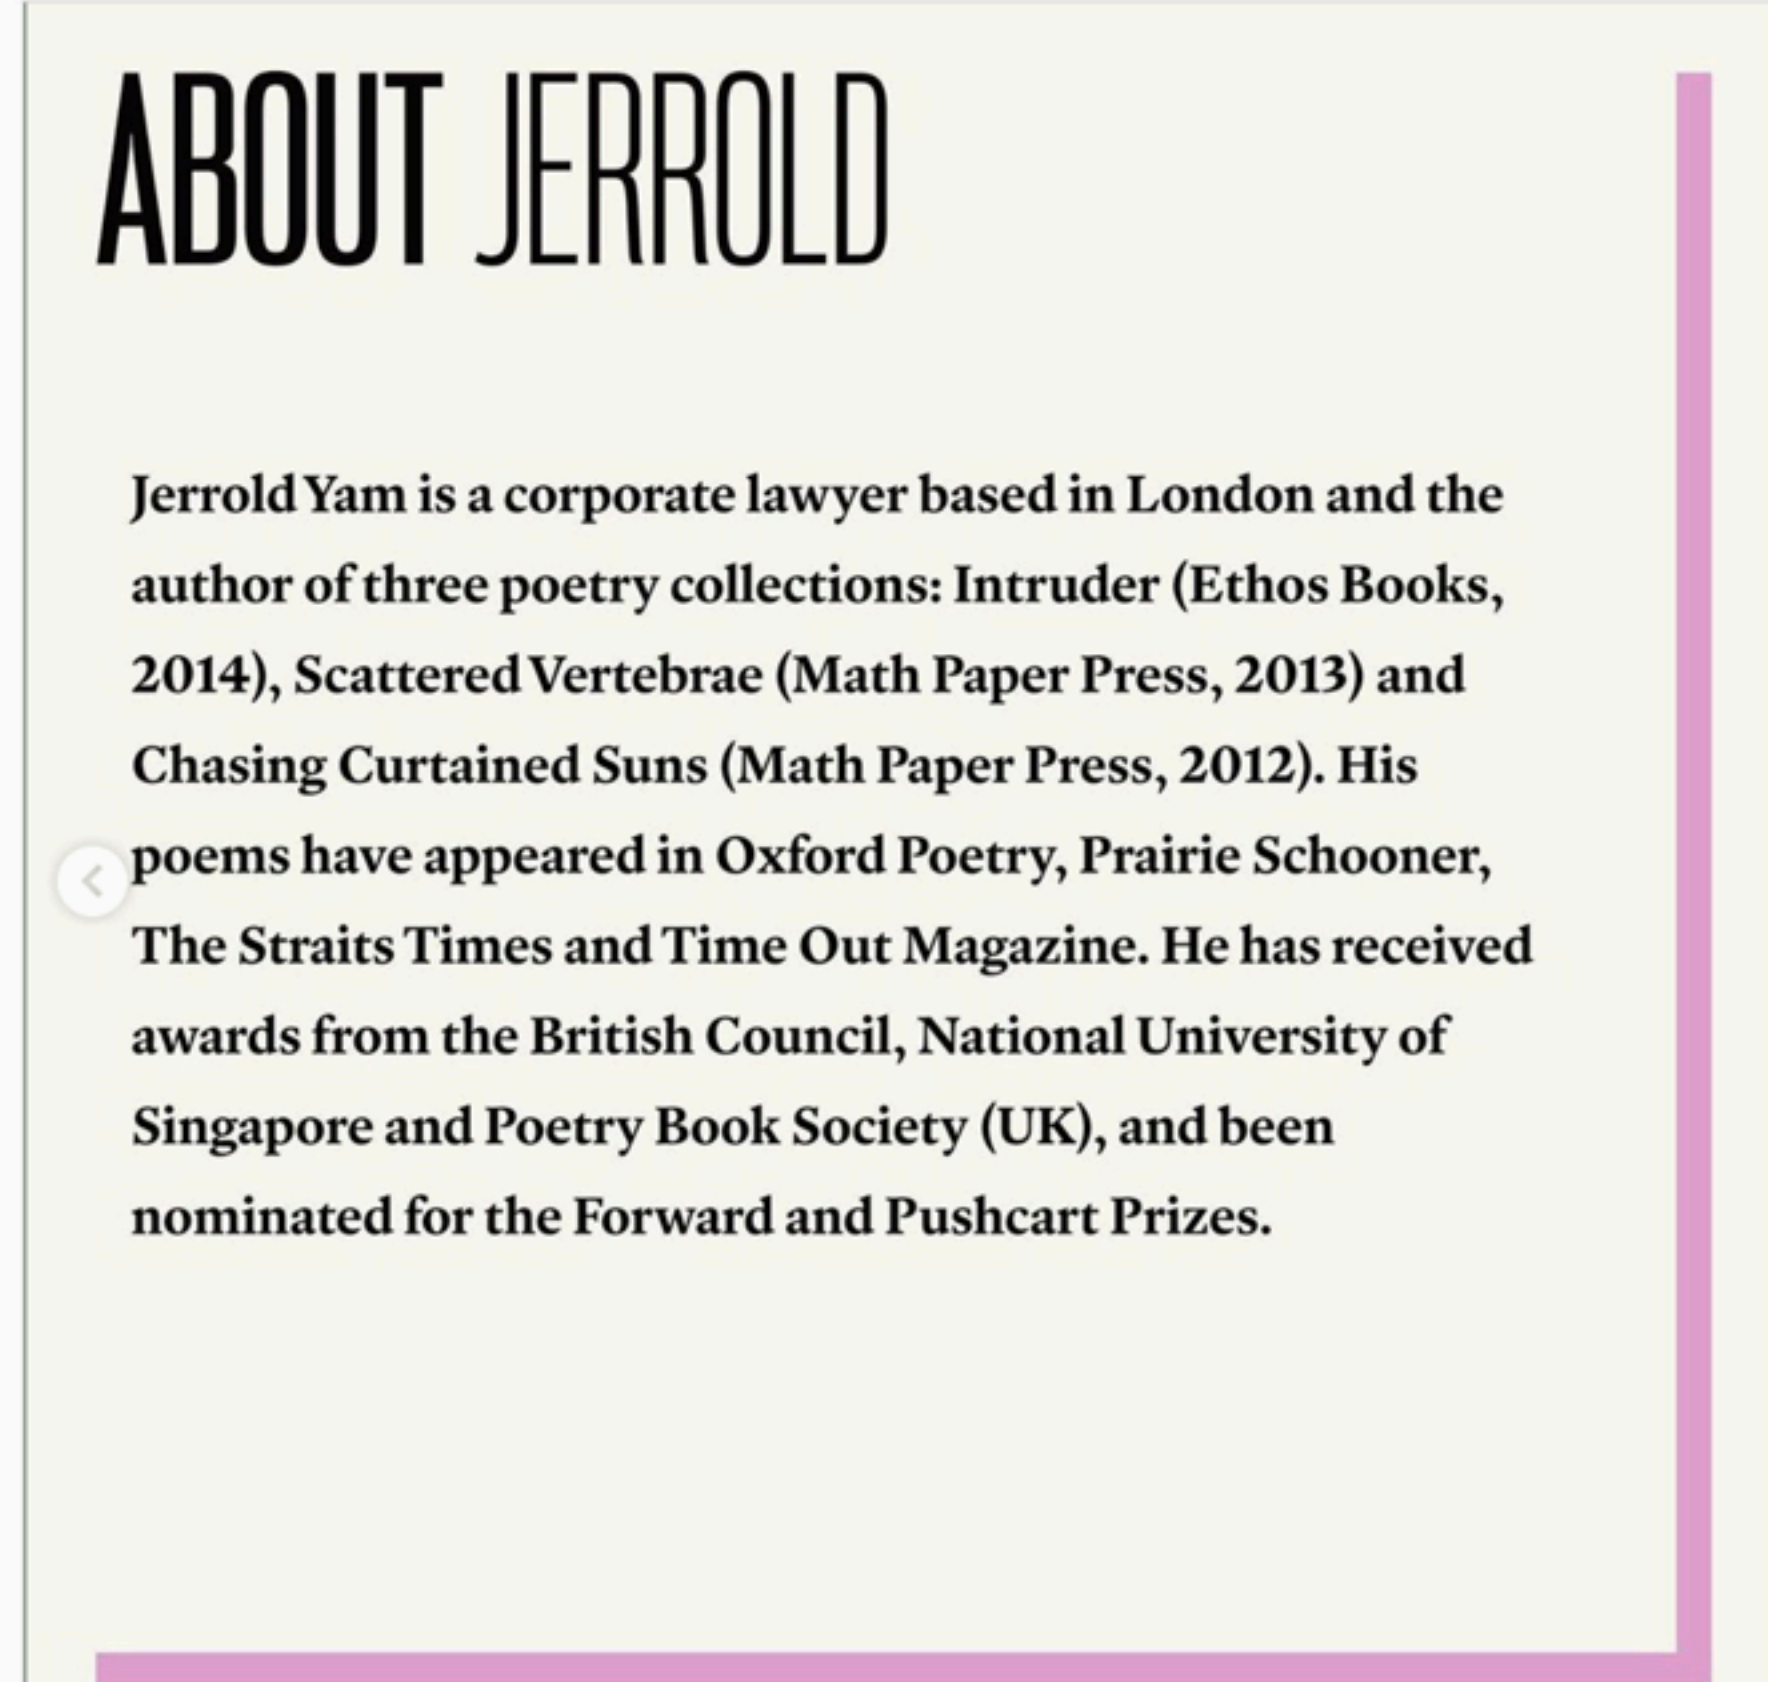 ABOUT JERROLD
Jerrold Yam is a corporate lawyer based in London and the
author of three poetry collections: Intruder (Ethos Books,
2014), Scattered Vertebrae (Math Paper Press, 2013) and
Chasing Curtained Suns (Math Paper Press, 2012). His
poems have appeared in Oxford Poetry, Prairie Schooner,
The Straits Times and Time Out Magazine. He has received
awards from the British Council, National University of
Singapore and Poetry Book Society (UK), and been
nominated for the Forward and Pushcart Prizes.